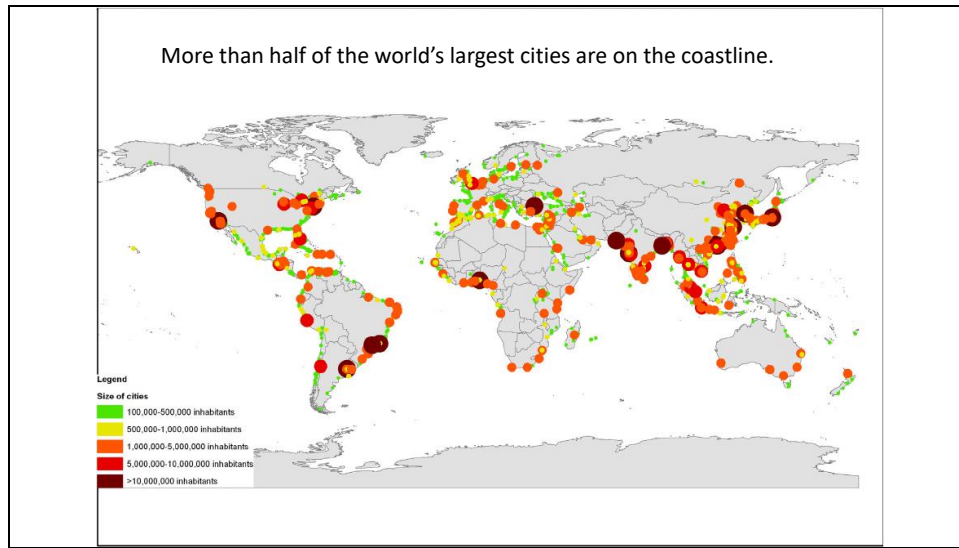 More than half of the world’s largest cities are on the coastline.
Legend
Size of cities
100,000-500,000 inhabitants
500,000-1,000,000 inhabitants
1,000,000-5,000,000 inhabitants
5,000,000-10,000,000 inhabitants
>10,000,000 inhabitants